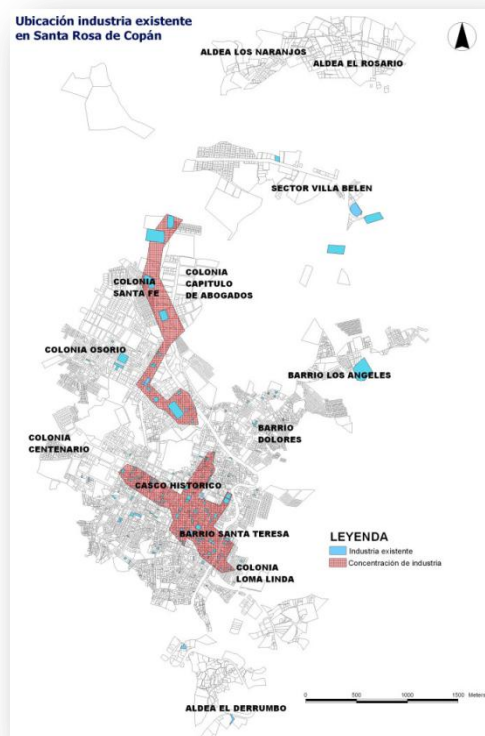 Ubicación industria existente
en Santa Rosa de Copán
ALDEA LOS NARANJOS
ALDEA EL ROSARIO
SECTOR VILLA BELEN
COLONIA
CAPITULO
DE ABOGADOS
COLONIA
SANTA FE
COLONIA OSORIO
BARRIO LOS ANGELES
BARRIO
DOLORES
COLONIA
CENTENARIO
CASCO HISTORICO
BARRIO SANTA TERESA
COLONIA
LOMA LINDA
LEYENDA
Industria existente
Concentración de industria
ALDEA EL DERRUMBO
0 500 1000 1500 Meters